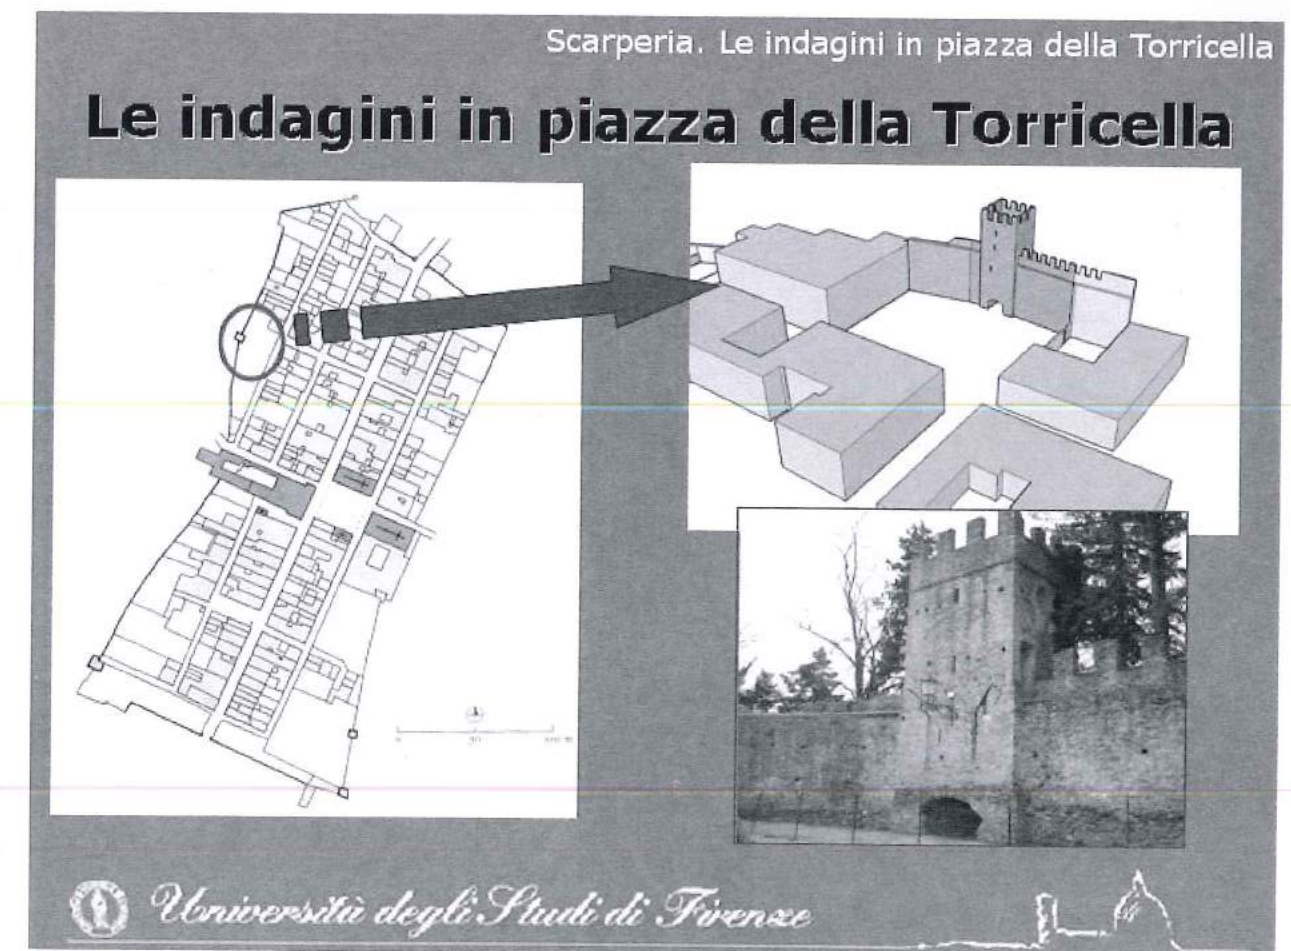 Scarperia. Le indagini in piazza della Torricella
Le indagini in piazza della Torricella
Università degli Studi di Firenze